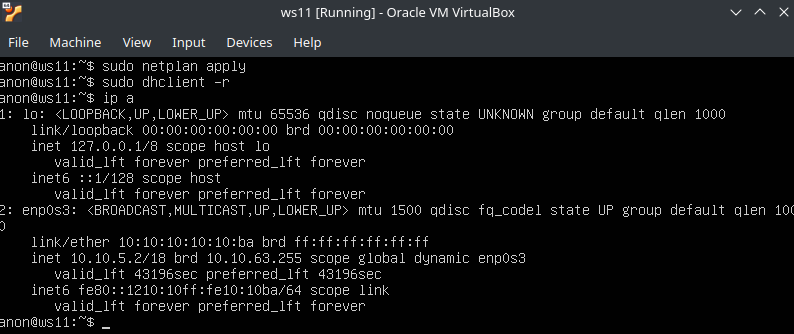 ws11 [Running] - Oracle VM VirtualBox
File Machine View Input Devices Help
anon@ws11:~$ sudo netplan apply
anon@ws11:~$ sudo dhclient -r
anon@ws11:~$ ip a
1: lo: <LOOPBACK,UP,LOWER_UP> mtu 65536 qdisc noqueue state UNKNOWN group default qlen 1000
    link/loopback 00:00:00:00:00:00 brd 00:00:00:00:00:00
    inet 127.0.0.1/8 scope host lo
       valid_lft forever preferred_lft forever
    inet6 ::1/128 scope host
       valid_lft forever preferred_lft forever
2: enp0s3: <BROADCAST,MULTICAST,UP,LOWER_UP> mtu 1500 qdisc fq_codel state UP group default qlen 100
0
    link/ether 10:10:10:10:10:ba brd ff:ff:ff:ff:ff:ff
    inet 10.10.5.2/18 brd 10.10.63.255 scope global dynamic enp0s3
       valid_lft 43196sec preferred_lft 43196sec
    inet6 fe80::1210:10ff:fe10:10ba/64 scope link
       valid_lft forever preferred_lft forever
anon@ws11:~$ _